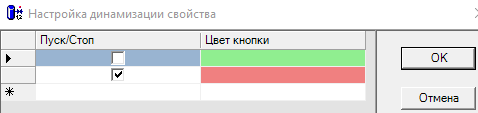 Настройка динамизации свойства
Пуск/Стоп Цвет кнопки
OK
Отмена